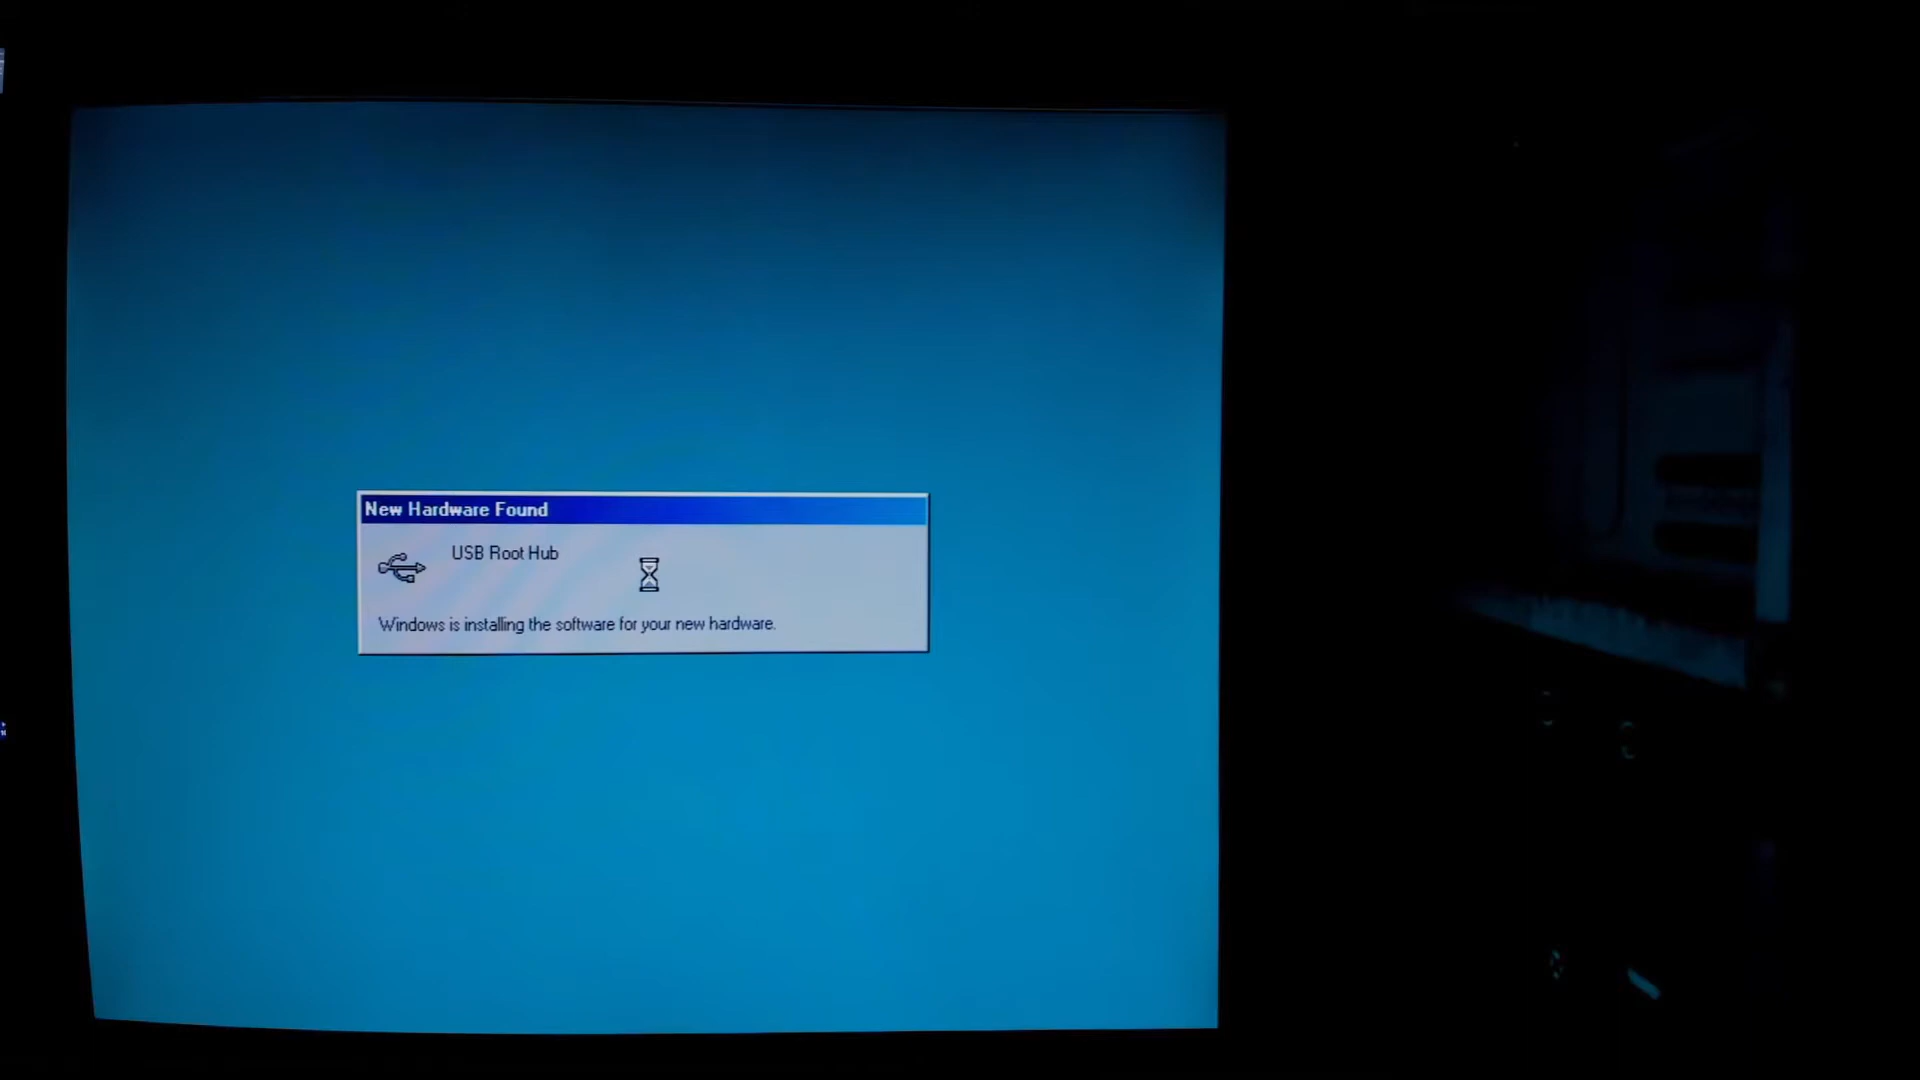 New Hardware Found
USB Root Hub
Windows is installing the software for your new hardware.